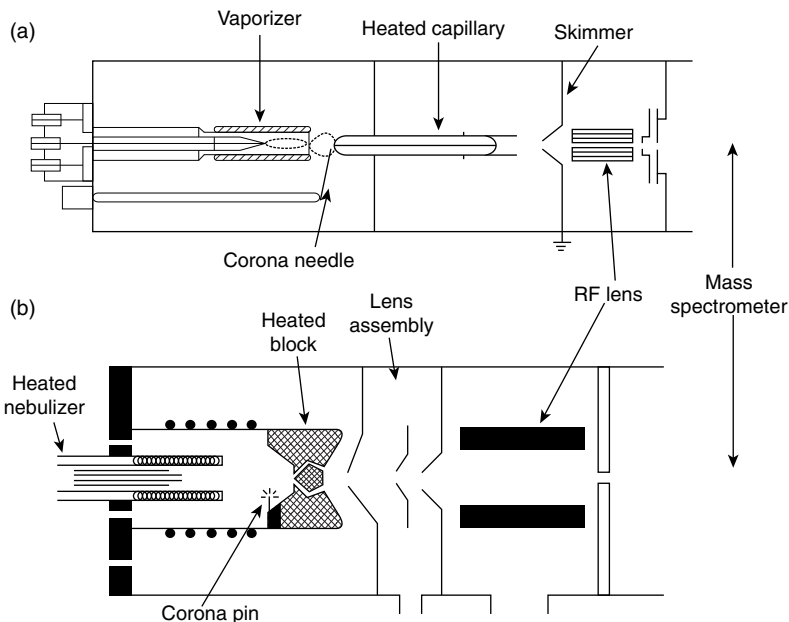 (a)
Vaporizer
Heated capillary
Skimmer
Corona needle
RF lens
Mass
spectrometer
(b)
Heated
block
Lens
assembly
Heated
nebulizer
Corona pin